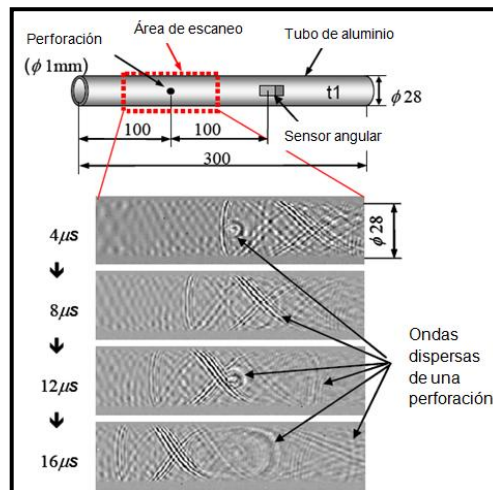 Área de escaneo
Perforación
Tubo de aluminio
(ϕ 1mm)
t1
ϕ 28
Sensor angular
100
100
300
4μs
ϕ 28
8μs
Ondas
dispersas
de una
perforación
12μs
16μs